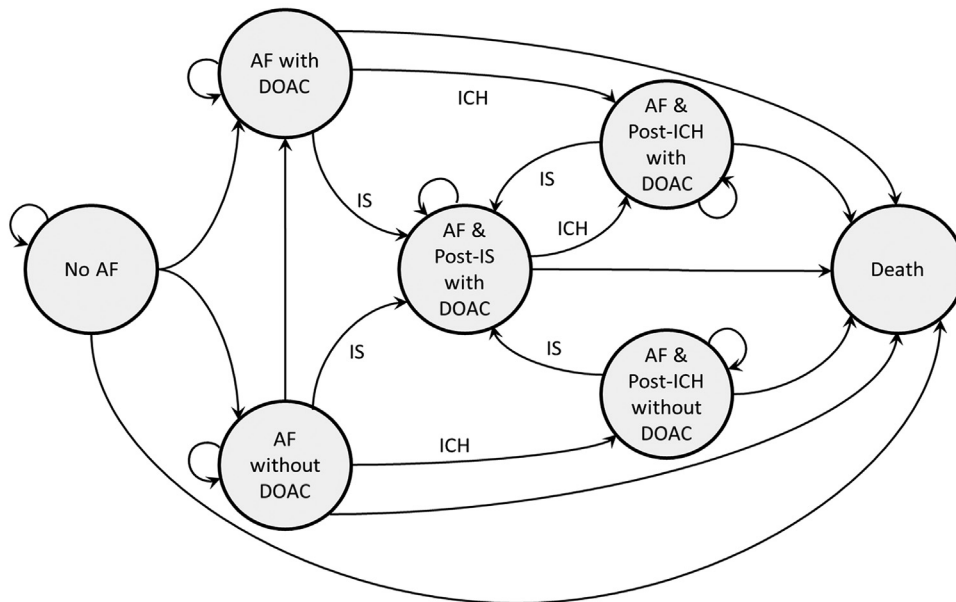 AF with
DOAC
ICH
AF &
Post-ICH
with
DOAC
IS
IS
ICH
No AF
AF &
Post-IS
with
DOAC
Death
IS
IS
AF &
Post-ICH
without
DOAC
AF
without
DOAC
ICH